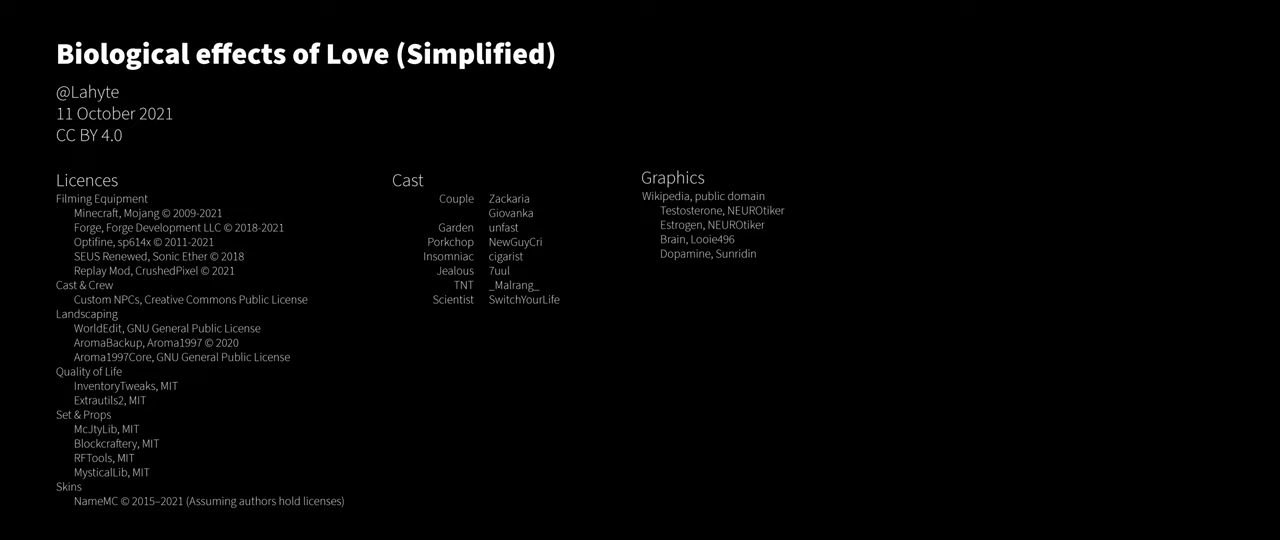 Biological effects of Love (Simplified)
@Lahyte
11 October 2021
CC BY 4.0
Licences
Filming Equipment
Minecraft, Mojang © 2009-2021
Forge, Forge Development LLC © 2018-2021
Optifine, sp614x © 2011-2021
SEUS Renewed, Sonic Ether © 2018
Replay Mod, CrushedPixel © 2021
Cast & Crew
Custom NPCs, Creative Commons Public License
Landscaping
WorldEdit, GNU General Public License
AromaBackup, Aroma1997 © 2020
Aroma1997Core, GNU General Public License
Quality of Life
InventoryTweaks, MIT
Extrautils2, MIT
Set & Props
McJtyLib, MIT
Blockcraftery, MIT
RFTools, MIT
MysticalLib, MIT
Skins
NameMC © 2015–2021 (Assuming authors hold licenses)
Cast
Couple Zackaria
Giovanka
Garden unfast
Porkchop NewGuyCri
Insomniac cigarist
Jealous 7uul
TNT _Malrang_
Scientist SwitchYourLife
Graphics
Wikipedia, public domain
Testosterone, NEUROtiker
Estrogen, NEUROtiker
Brain, Looie496
Dopamine, Sunridin